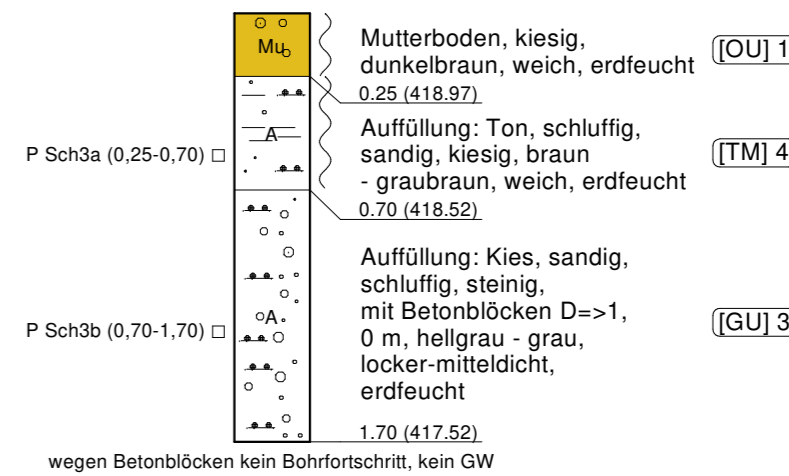 Mu
Mutterboden, kiesig,
dunkelbraun, weich, erdfeucht
[OU] 1
0.25 (418.97)
A
P Sch3a (0,25-0,70)
Auffüllung: Ton, schluffig,
sandig, kiesig, braun
- graubraun, weich, erdfeucht
[TM] 4
0.70 (418.52)
A
P Sch3b (0,70-1,70)
Auffüllung: Kies, sandig,
schluffig, steinig,
mit Betonblöcken D=>1,
0 m, hellgrau - grau,
locker-mitteldicht,
erdfeucht
[GU] 3
1.70 (417.52)
wegen Betonblöcken kein Bohrfortschritt, kein GW